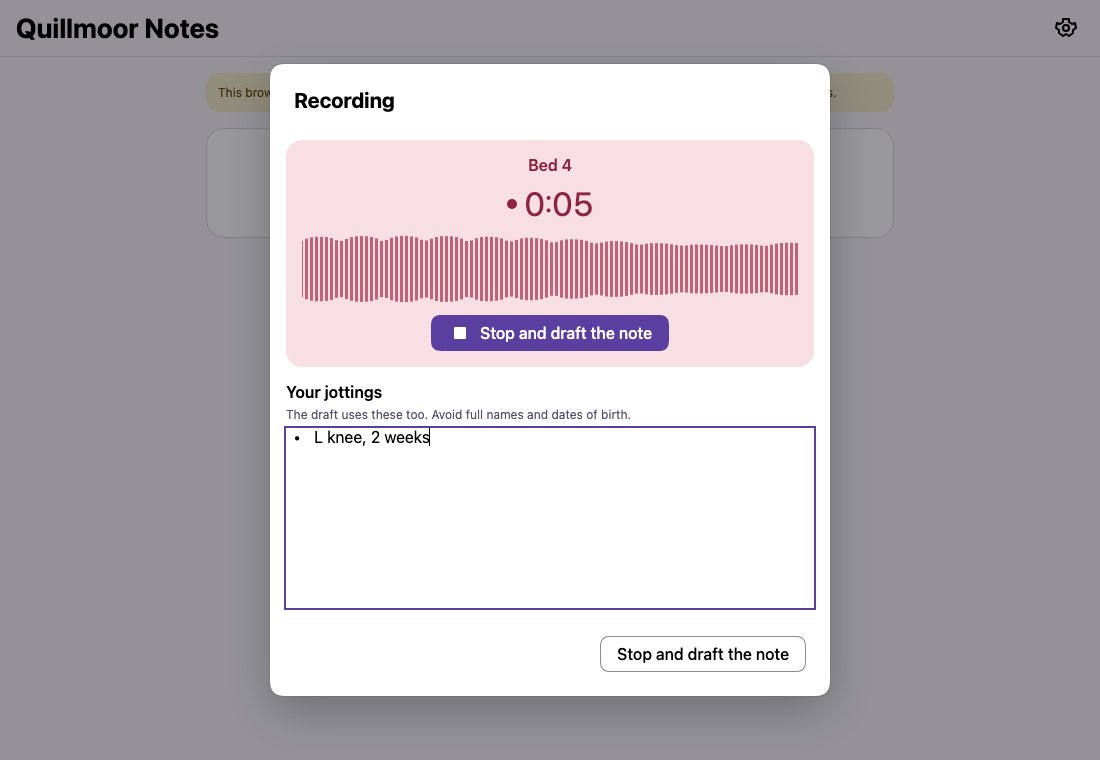 Quillmoor Notes
This brow
s.
Recording
Bed 4
0:05
Stop and draft the note
Your jottings
The draft uses these too. Avoid full names and dates of birth.
• L knee, 2 weeks
Stop and draft the note